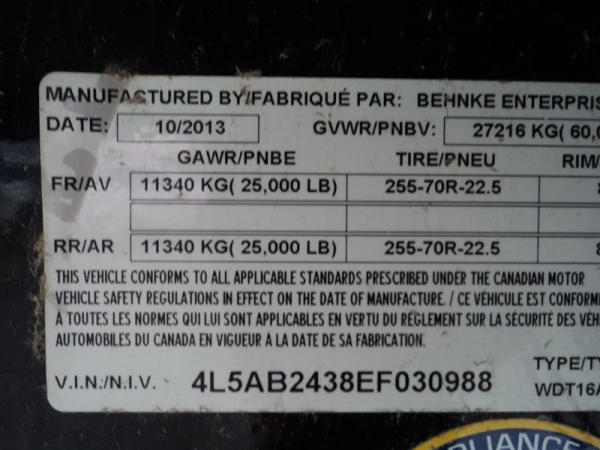 MANUFACTURED BY/FABRIQUÉ PAR: BEHNKE ENTERPRIS
DATE: 10/2013 GVWR/PNBV: 27216 KG( 60,0
GAWR/PNBE TIRE/PNEU RIM/
FR/AV 11340 KG( 25,000 LB) 255-70R-22.5 8
RR/AR 11340 KG( 25,000 LB) 255-70R-22.5 8
THIS VEHICLE CONFORMS TO ALL APPLICABLE STANDARDS PRESCRIBED UNDER THE CANADIAN MOTOR
VEHICLE SAFETY REGULATIONS IN EFFECT ON THE DATE OF MANUFACTURE. / CE VÉHICULE EST CONFORME
À TOUTES LES NORMES QUI LUI SONT APPLICABLES EN VERTU DU RÈGLEMENT SUR LA SÉCURITÉ DES VÉHI
AUTOMOBILES DU CANADA EN VIGUEUR À LA DATE DE SA FABRICATION.
TYPE/TY
V.I.N./N.I.V. 4L5AB2438EF030988 WDT16A
PLIANCE